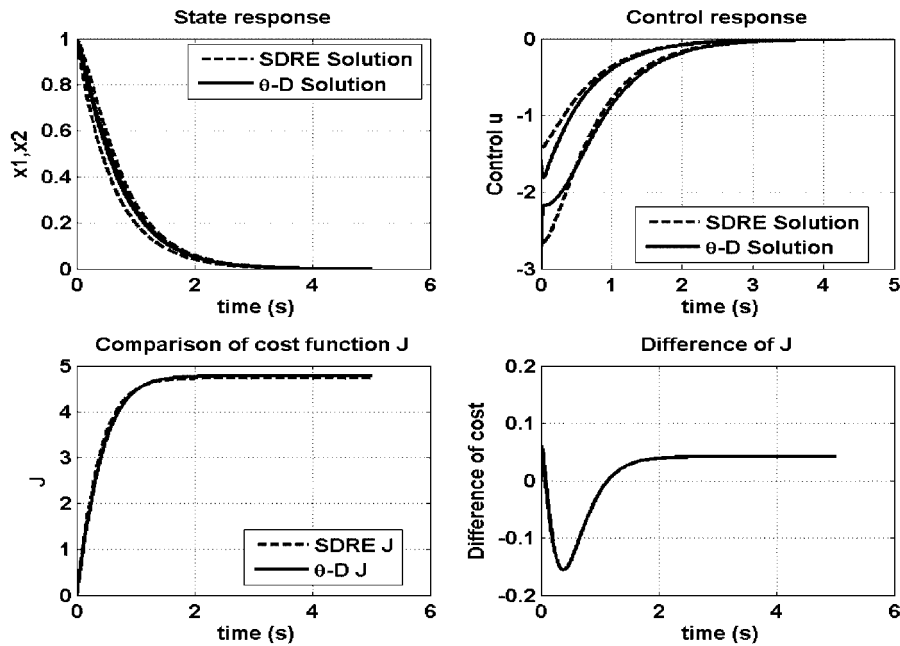 State response
1
0.8
0.6
0.4
0.2
0
x1,x2
SDRE Solution
θ-D Solution
0 2 4 6
time (s)
Control response
0
-1
-2
-3
Control u
SDRE Solution
θ-D Solution
0 1 2 3 4 5
time (s)
Comparison of cost function J
5
4
3
2
1
0
J
SDRE J
θ-D J
0 2 4 6
time (s)
Difference of J
0.2
0.1
0
-0.1
-0.2
Difference of cost
0 2 4 6
time (s)